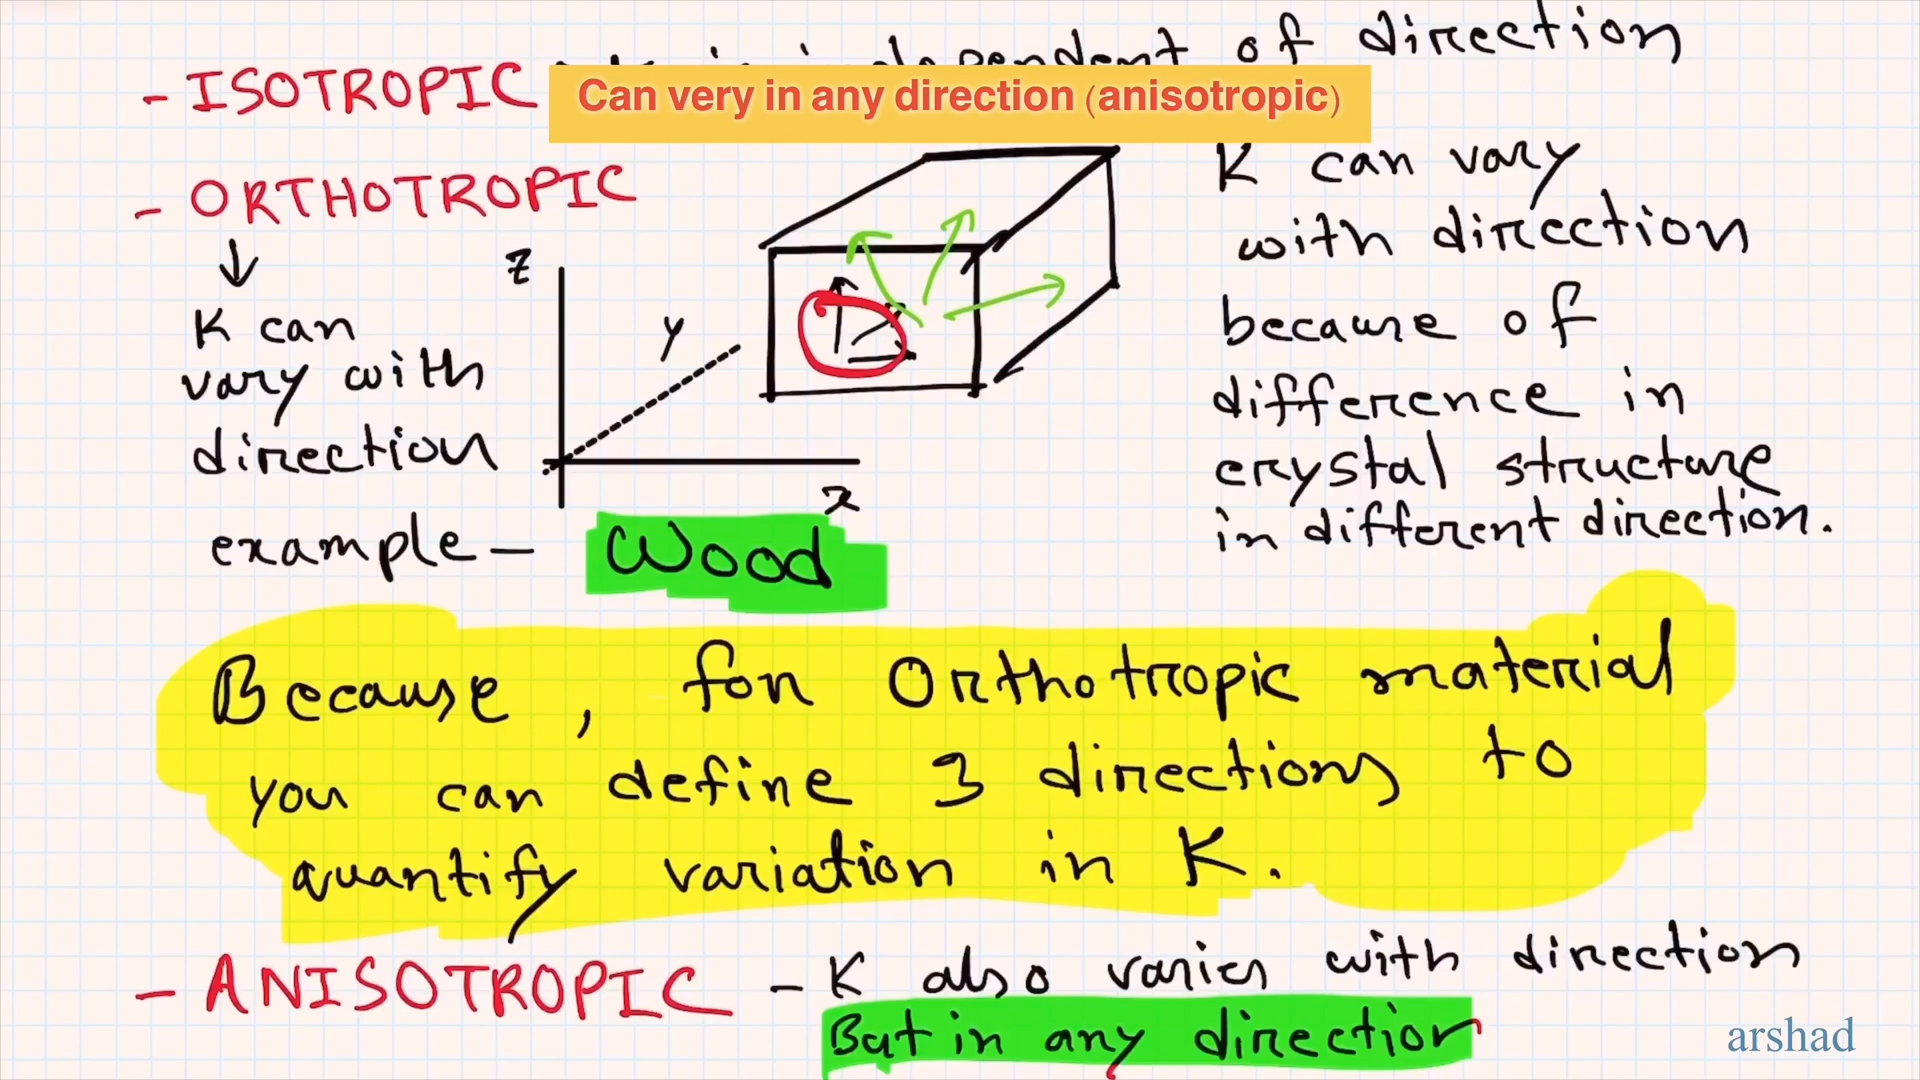 of direction
- ISOTROPIC
Can very in any direction (anisotropic)
- ORTHOTROPIC
K can
vary with
direction
z
y
x
K can vary
with direction
because of
difference in
crystal structure
in different direction.
example - Wood
Because, for Orthotropic material
you can define 3 directions to
quantify variation in K.
- ANISOTROPIC - K also varies with direction
But in any direction
arshad